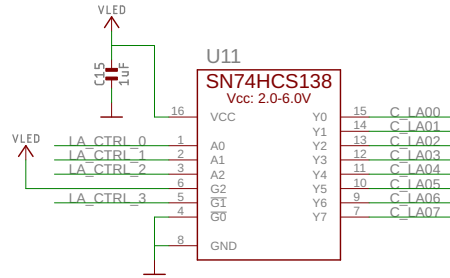 VLED
U11
C15
1uF
SN74HCS138
Vcc: 2.0-6.0V
16 VCC Y0 15 C_LA00
Y1 14 C_LA01
VLED LA_CTRL_0 1 A0 Y2 13 C_LA02
LA_CTRL_1 2 A1 Y3 12 C_LA03
LA_CTRL_2 3 A2 Y4 11 C_LA04
6 G2 Y5 10 C_LA05
LA_CTRL_3 5 G1 Y6 9 C_LA06
4 G0 Y7 7 C_LA07
8 GND